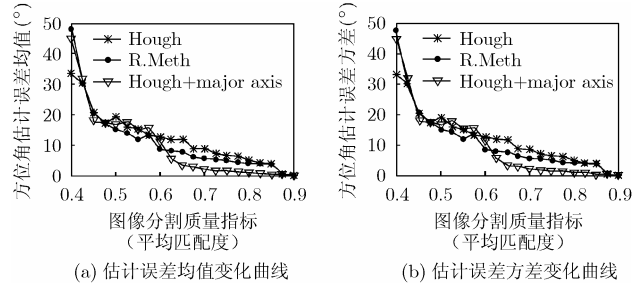 方位角估计误差均值(°)
50
40
30
20
10
0
Hough
R.Meth
Hough+major axis
0.4 0.5 0.6 0.7 0.8 0.9
图像分割质量指标
(平均匹配度)
(a) 估计误差均值变化曲线
方位角估计误差方差(°)
50
40
30
20
10
0
Hough
R.Meth
Hough+major axis
0.4 0.5 0.6 0.7 0.8 0.9
图像分割质量指标
(平均匹配度)
(b) 估计误差方差变化曲线